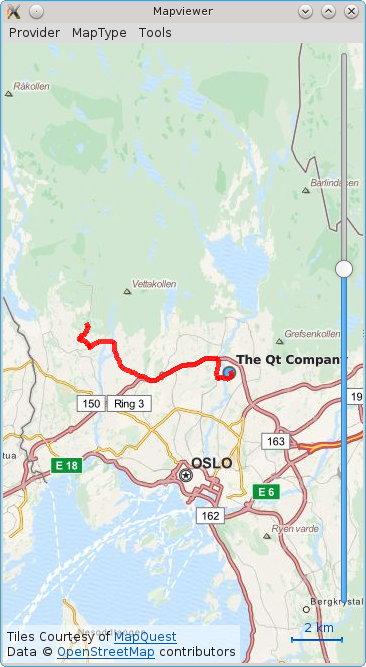 Mapviewer
Provider MapType Tools
Råkollen
Barlindåsen
Vettakollen
Grefsenkollen
The Qt Company
150 Ring 3
19
163
tua
OSLO
E 18
E 6
162
Ryen varde
Bergkrystal
2 km
Tiles Courtesy of MapQuest
Data © OpenStreetMap contributors